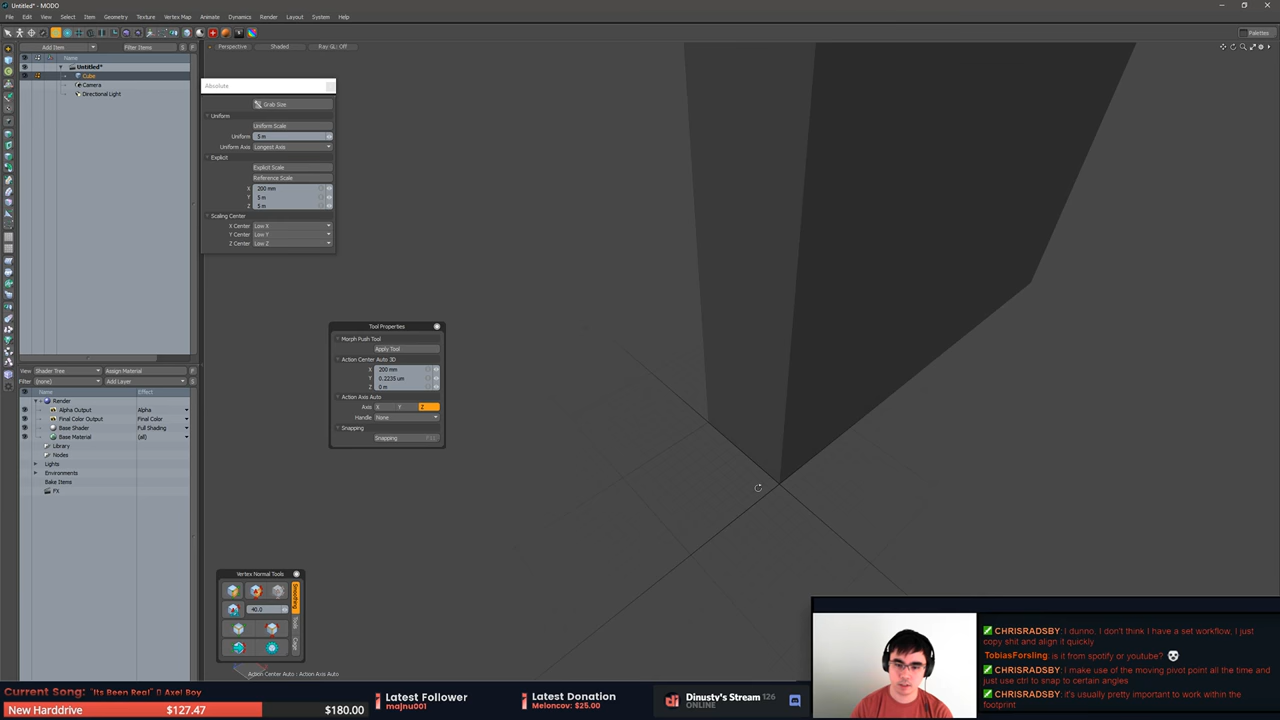 Untitled* - MODO
File Edit View Select Item Geometry Texture Vertex Map Animate Dynamics Render Layout System Help
Palettes
Add Item Filter Items S F
Name
Untitled*
Cube
Camera
Directional Light
Perspective Shaded Ray GL: Off
Absolute
Grab Size
Uniform
Uniform Scale
Uniform 5 m
Uniform Axis Longest Axis
Explicit
Explicit Scale
Reference Scale
X 200 mm
Y 5 m
Z 5 m
Scaling Center
X Center Low X
Y Center Low Y
Z Center Low Z
Tool Properties
Morph Push Tool
Apply Tool
Action Center Auto 3D
X 200 mm
Y 0.2235 um
Z 0 m
Action Axis Auto
Axis X Y Z
Handle None
Snapping
Snapping F11
View Shader Tree Assign Material F
Filter (none) Add Layer
Name Effect
Render
Alpha Output Alpha
Final Color Output Final Color
Base Shader Full Shading
Base Material (all)
Library
Nodes
Lights
Environments
Bake Items
FX
Vertex Normal Tools
40.0
Smoothing
Tools
Cage
Action Center Auto : Action Axis Auto
CHRISRADSBY: I dunno, I don't think I have a set workflow, I just copy shit and align it quickly
TobiasForsling: is it from spotify or youtube?
CHRISRADSBY: I make use of the moving pivot point all the time and just use ctrl to snap to certain angles
CHRISRADSBY: it's usually pretty important to work within the footprint
Current Song: "Its Been Real" Axel Boy
New Harddrive $127.47 $180.00
Latest Follower
majnu001
Latest Donation
Meloncov: $25.00
Dinusty's Stream 126
ONLINE